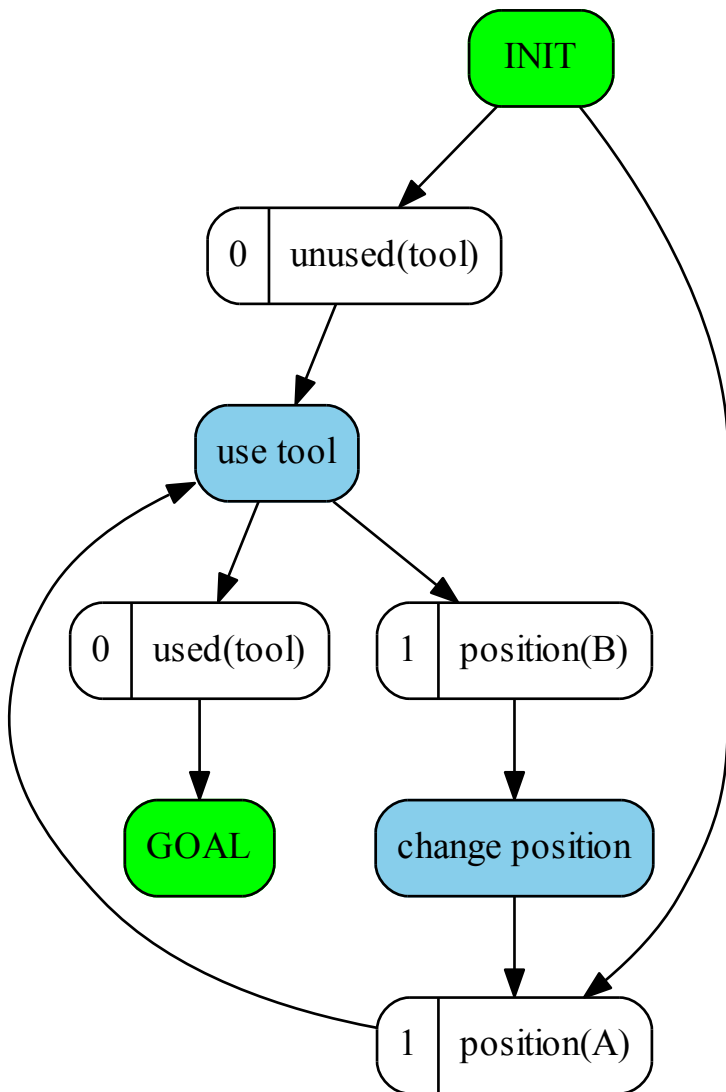 INIT
0 unused(tool)
use tool
0 used(tool)
1 position(B)
GOAL
change position
1 position(A)